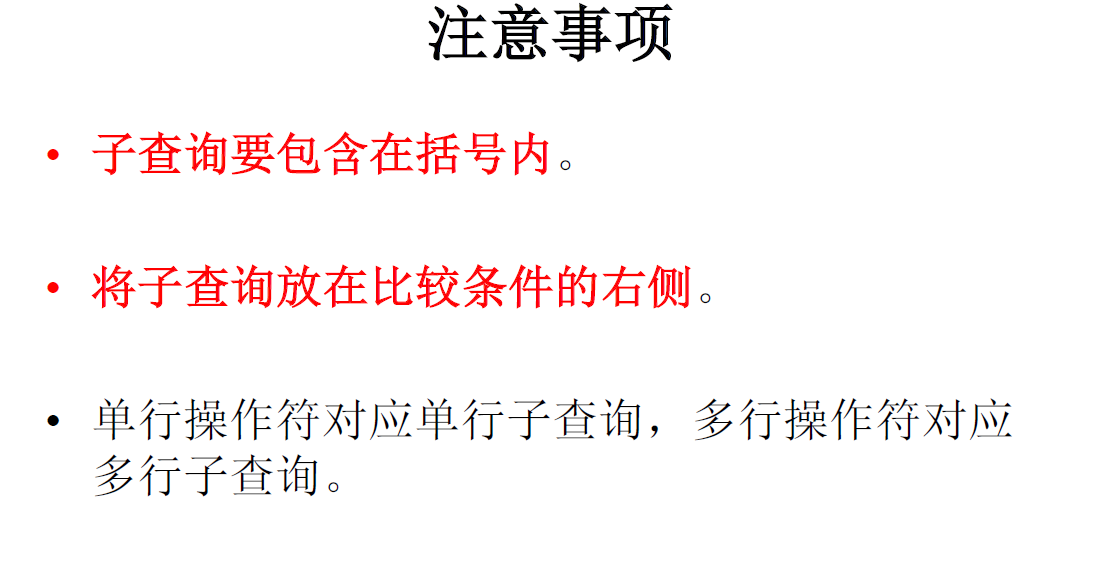 注意事项
• 子查询要包含在括号内。
• 将子查询放在比较条件的右侧。
• 单行操作符对应单行子查询，多行操作符对应
多行子查询。